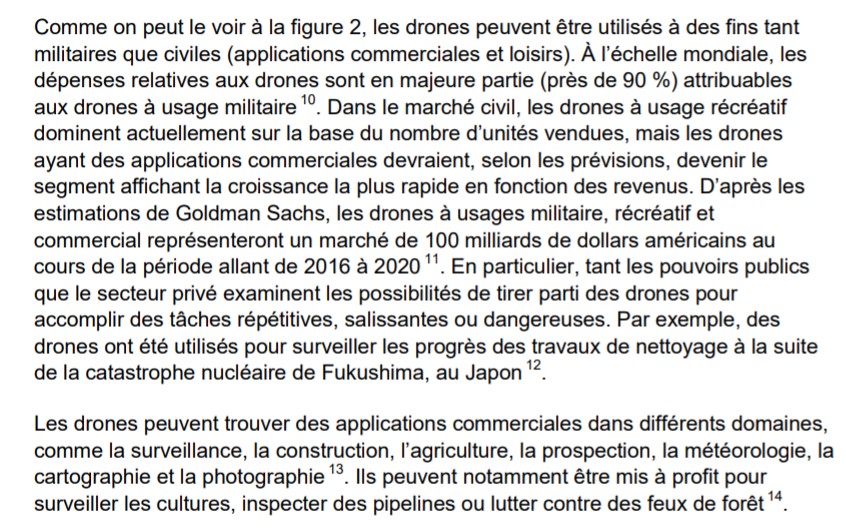 Comme on peut le voir à la figure 2, les drones peuvent être utilisés à des fins tant
militaires que civiles (applications commerciales et loisirs). À l’échelle mondiale, les
dépenses relatives aux drones sont en majeure partie (près de 90 %) attribuables
aux drones à usage militaire 10. Dans le marché civil, les drones à usage récréatif
dominent actuellement sur la base du nombre d’unités vendues, mais les drones
ayant des applications commerciales devraient, selon les prévisions, devenir le
segment affichant la croissance la plus rapide en fonction des revenus. D’après les
estimations de Goldman Sachs, les drones à usages militaire, récréatif et
commercial représenteront un marché de 100 milliards de dollars américains au
cours de la période allant de 2016 à 2020 11. En particulier, tant les pouvoirs publics
que le secteur privé examinent les possibilités de tirer parti des drones pour
accomplir des tâches répétitives, salissantes ou dangereuses. Par exemple, des
drones ont été utilisés pour surveiller les progrès des travaux de nettoyage à la suite
de la catastrophe nucléaire de Fukushima, au Japon 12.
Les drones peuvent trouver des applications commerciales dans différents domaines,
comme la surveillance, la construction, l’agriculture, la prospection, la météorologie, la
cartographie et la photographie 13. Ils peuvent notamment être mis à profit pour
surveiller les cultures, inspecter des pipelines ou lutter contre des feux de forêt 14.